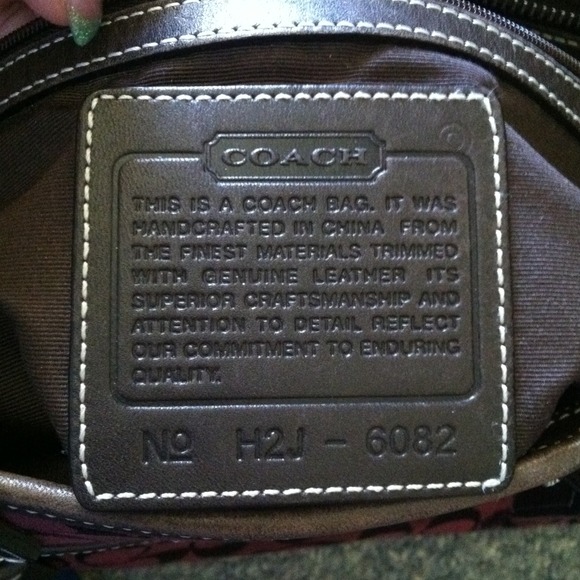 COACH
THIS IS A COACH BAG. IT WAS
HANDCRAFTED IN CHINA FROM
THE FINEST MATERIALS TRIMMED
WITH GENUINE LEATHER ITS
SUPERIOR CRAFTSMANSHIP AND
ATTENTION TO DETAIL REFLECT
OUR COMMITMENT TO ENDURING
QUALITY.
Nº H2J - 6082